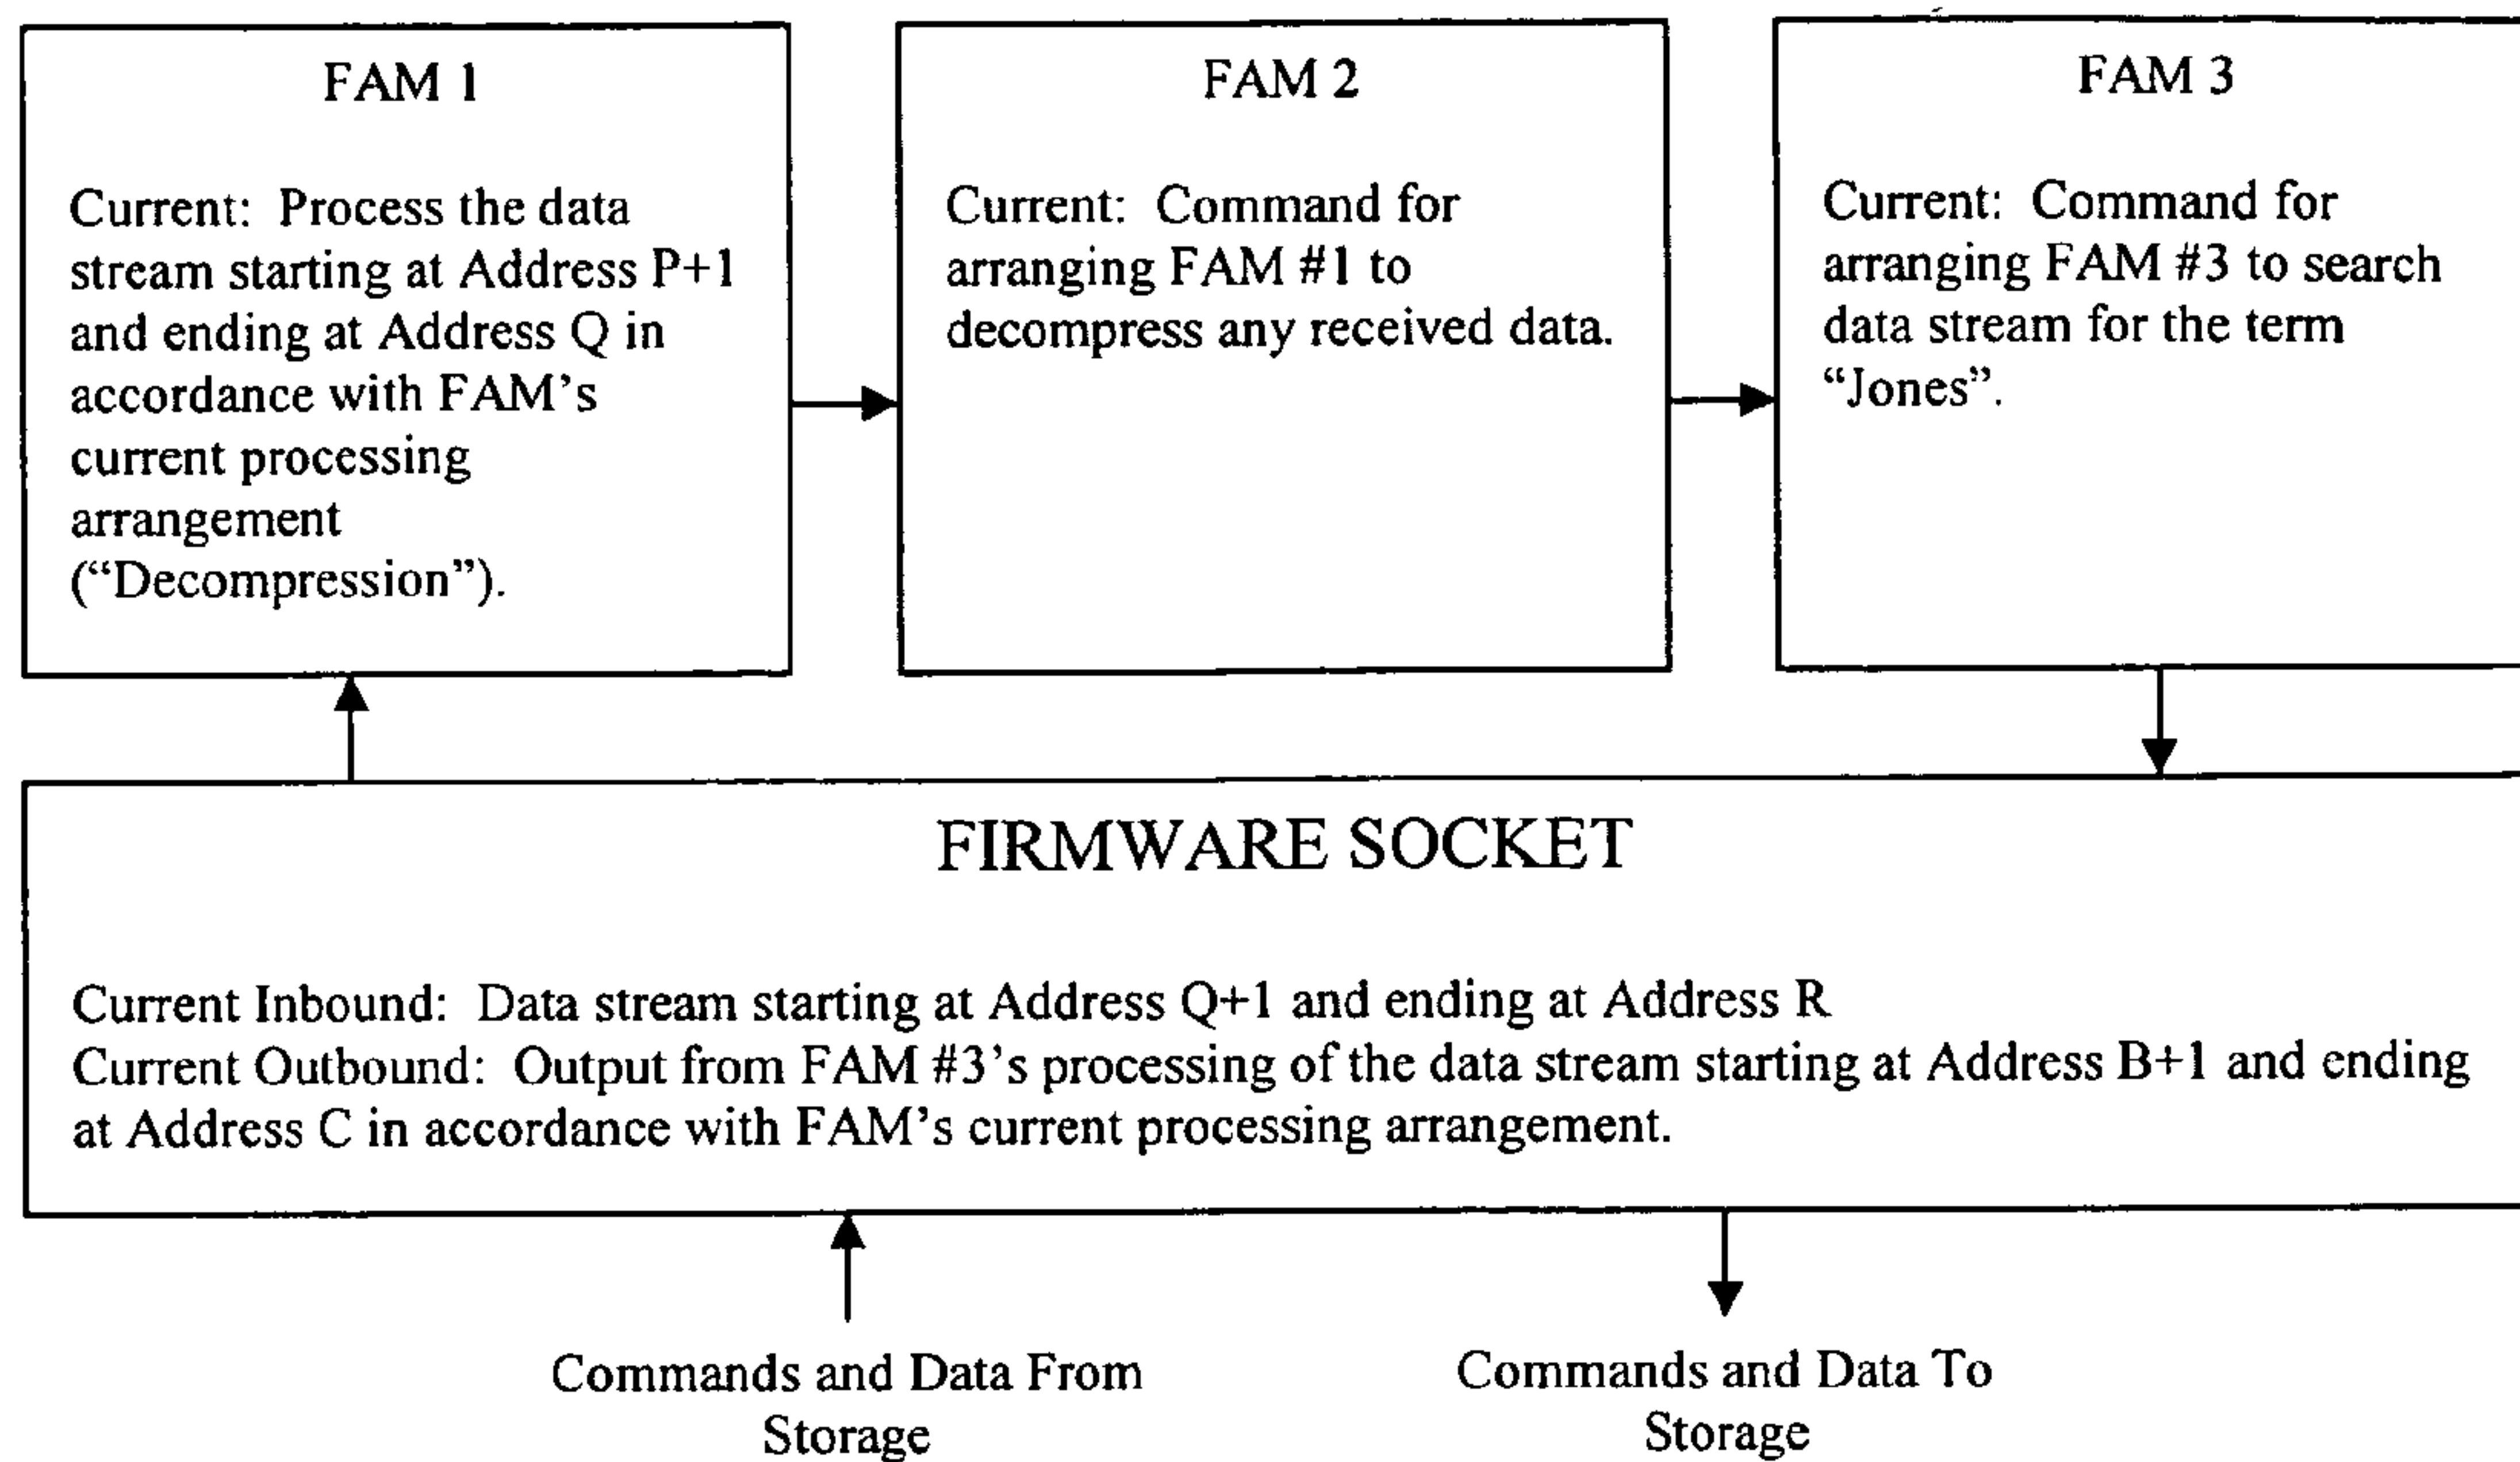 FAM 1
Current: Process the data
stream starting at Address P+1
and ending at Address Q in
accordance with FAM's
current processing
arrangement
("Decompression").
FAM 2
Current: Command for
arranging FAM #1 to
decompress any received data.
FAM 3
Current: Command for
arranging FAM #3 to search
data stream for the term
"Jones".
FIRMWARE SOCKET
Current Inbound: Data stream starting at Address Q+1 and ending at Address R
Current Outbound: Output from FAM #3's processing of the data stream starting at Address B+1 and ending
at Address C in accordance with FAM's current processing arrangement.
Commands and Data From
Storage
Commands and Data To
Storage